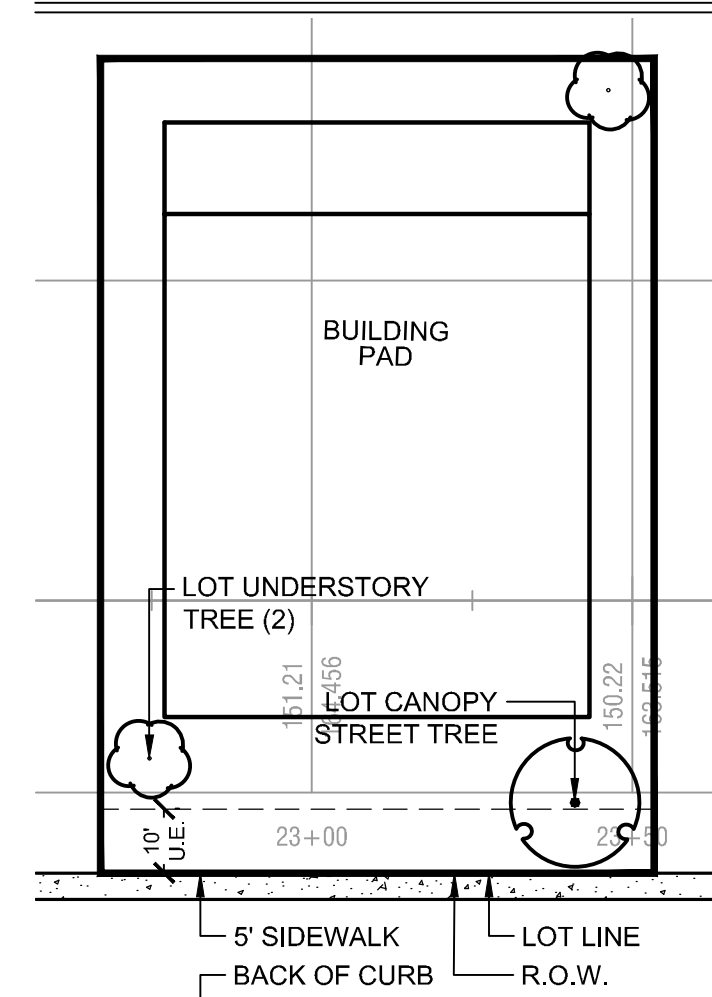 BUILDING
PAD
LOT UNDERSTORY
TREE (2)
151.21
150.22
LOT CANOPY
STREET TREE
10'
U.E.
23+00
23+50
5' SIDEWALK
LOT LINE
BACK OF CURB
R.O.W.